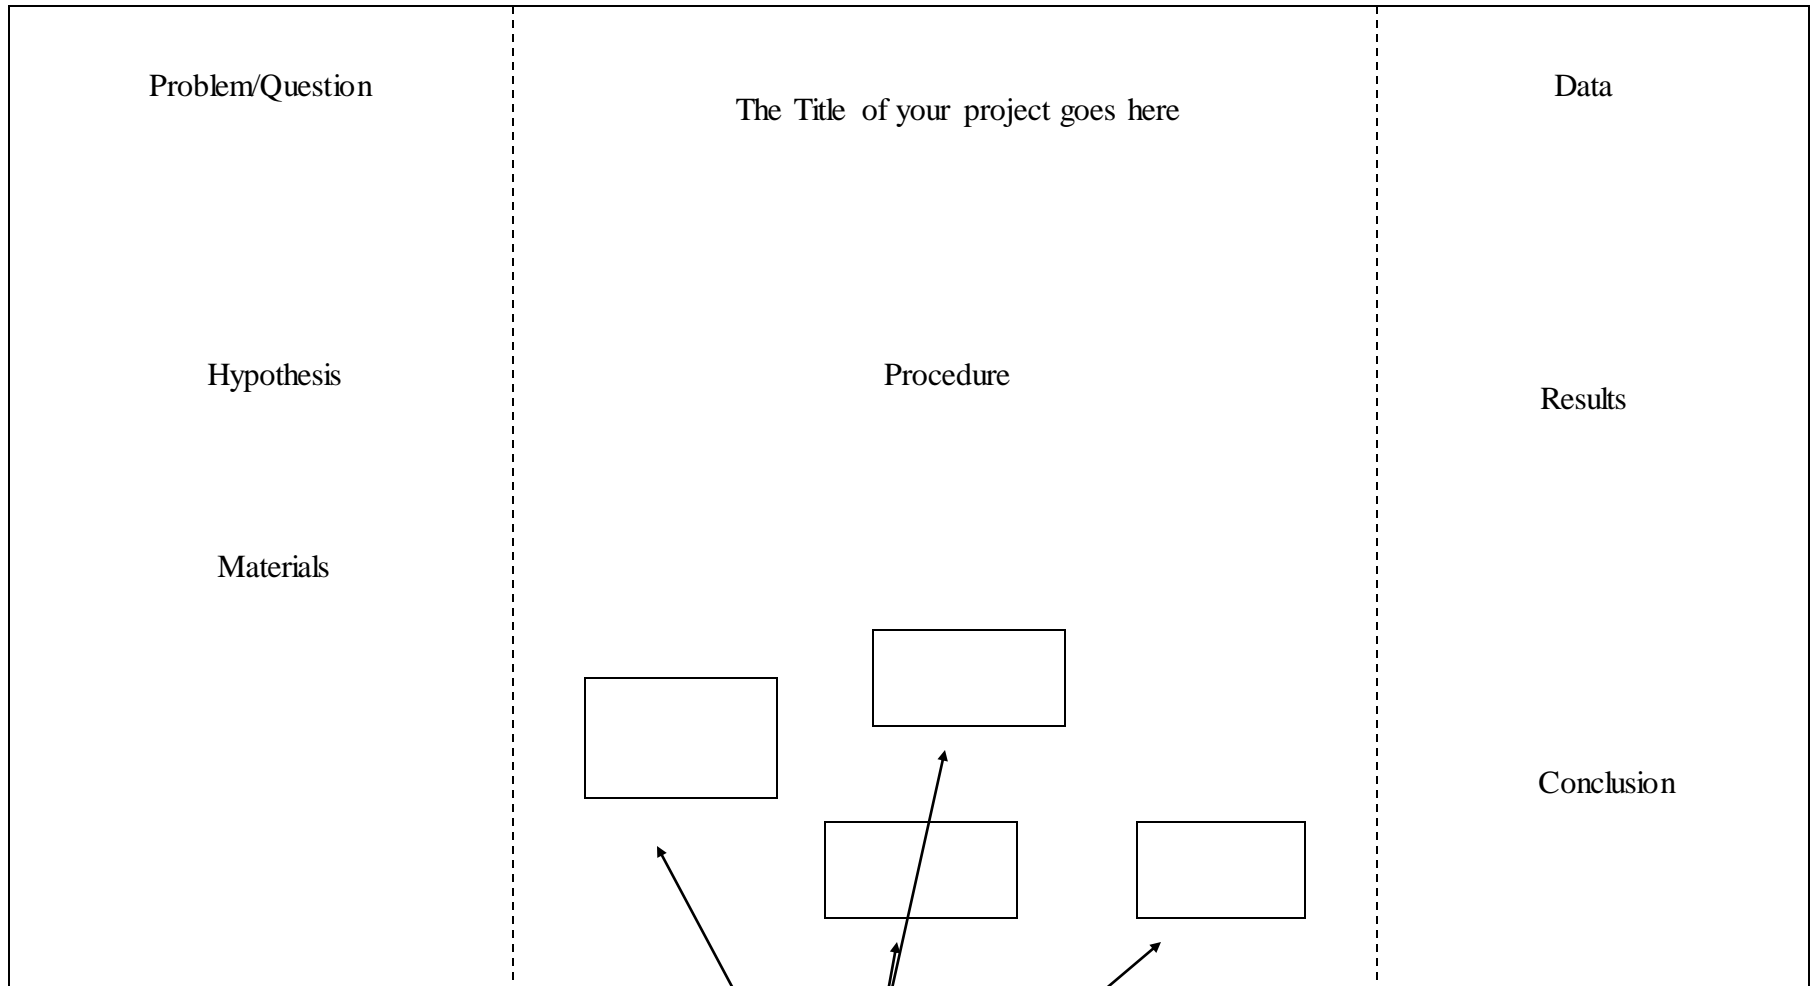 Problem/Question
Hypothesis
Materials
The Title of your project goes here
Procedure
Data
Results
Conclusion